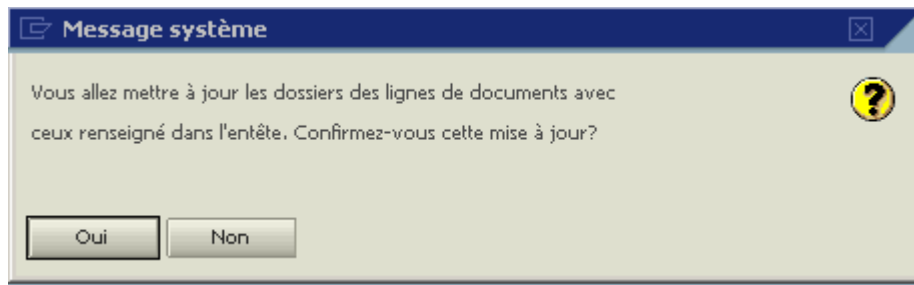 Message système
Vous allez mettre à jour les dossiers des lignes de documents avec
ceux renseigné dans l'entête. Confirmez-vous cette mise à jour?
Oui
Non